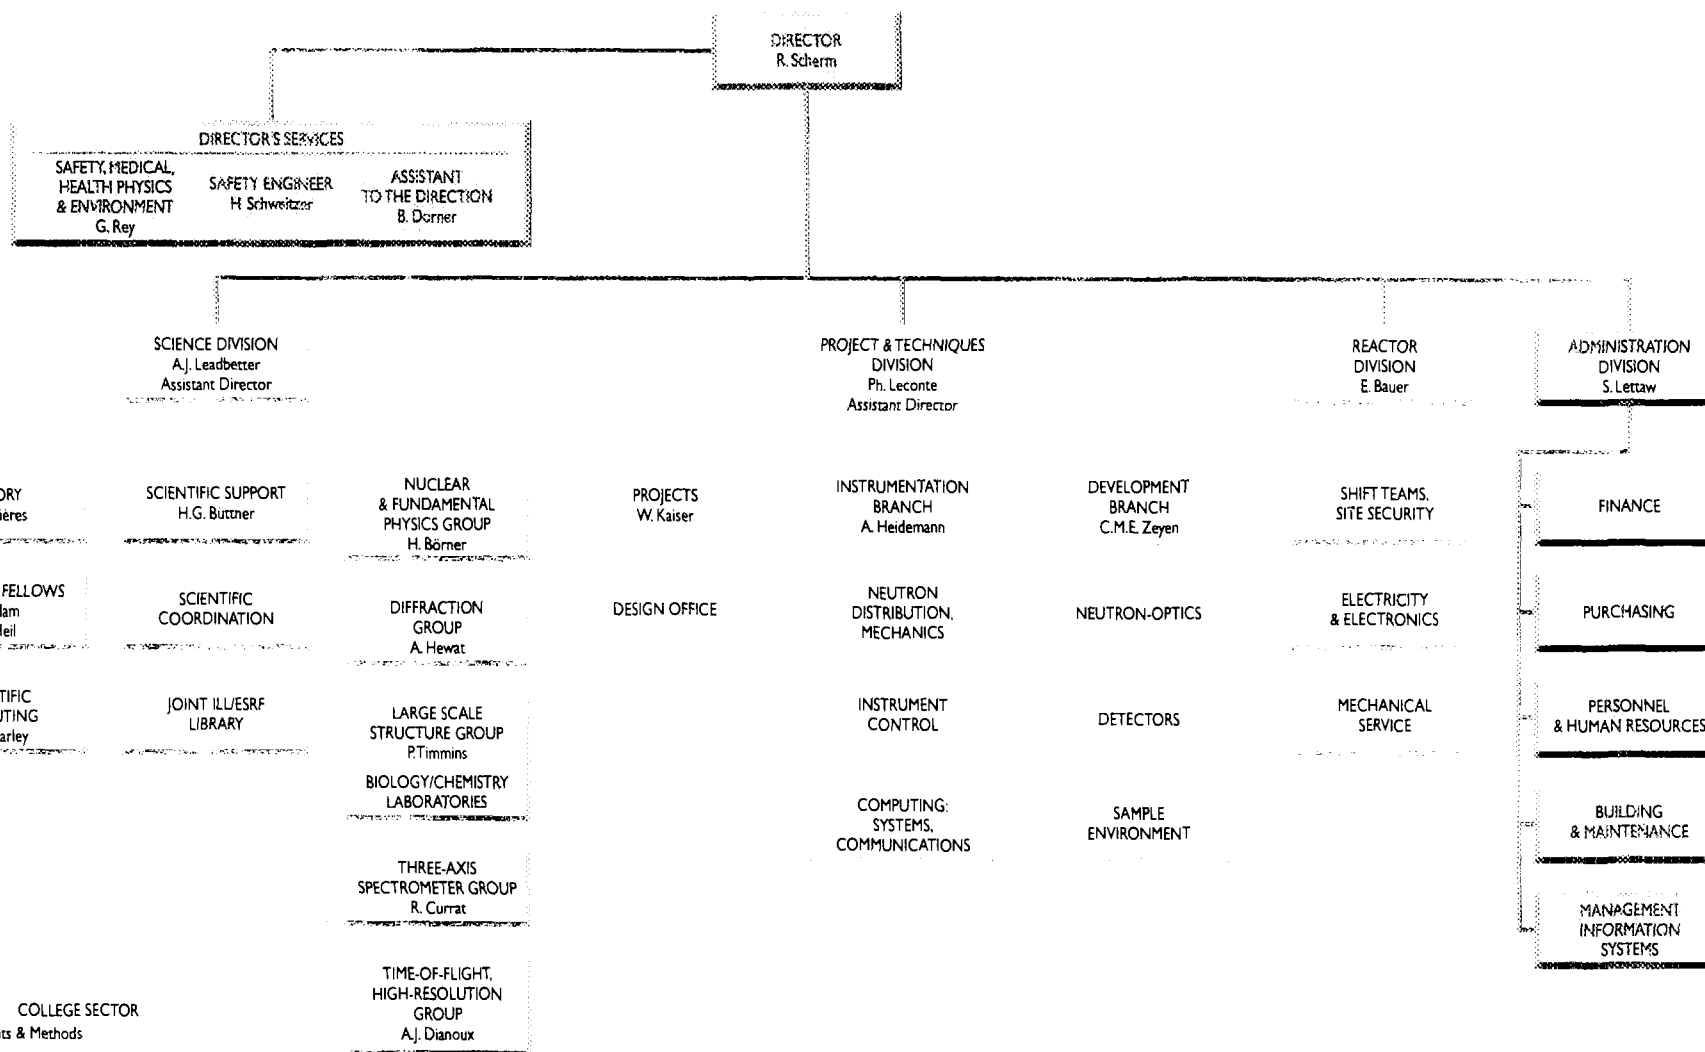 DIRECTOR
R. Scherm
DIRECTOR'S SERVICES
SAFETY, MEDICAL,
HEALTH PHYSICS
& ENVIRONMENT
G. Rey
SAFETY ENGINEER
H. Schweitzer
ASSISTANT
TO THE DIRECTION
B. Dorner
SCIENCE DIVISION
A.J. Leadbetter
Assistant Director
PROJECT & TECHNIQUES
DIVISION
Ph. Leconte
Assistant Director
REACTOR
DIVISION
E. Bauer
ADMINISTRATION
DIVISION
S. Lettow
SCIENTIFIC SUPPORT
H.G. Büttner
NUCLEAR
& FUNDAMENTAL
PHYSICS GROUP
H. Börner
PROJECTS
W. Kaiser
INSTRUMENTATION
BRANCH
A. Heidemann
DEVELOPMENT
BRANCH
C.M.E. Zeyen
SHIFT TEAMS,
SITE SECURITY
FINANCE
FELLOWS
SCIENTIFIC
COORDINATION
DIFFRACTION
GROUP
A. Hewat
DESIGN OFFICE
NEUTRON
DISTRIBUTION,
MECHANICS
NEUTRON-OPTICS
ELECTRICITY
& ELECTRONICS
PURCHASING
JOINT ILL/ESRF
LIBRARY
LARGE SCALE
STRUCTURE GROUP
P.Timmins
BIOLOGY/CHEMISTRY
LABORATORIES
INSTRUMENT
CONTROL
DETECTORS
MECHANICAL
SERVICE
PERSONNEL
& HUMAN RESOURCES
COMPUTING:
SYSTEMS,
COMMUNICATIONS
SAMPLE
ENVIRONMENT
BUILDING
& MAINTENANCE
THREE-AXIS
SPECTROMETER GROUP
R. Currat
MANAGEMENT
INFORMATION
SYSTEMS
TIME-OF-FLIGHT,
HIGH-RESOLUTION
GROUP
A.J. Dianoux
COLLEGE SECTOR
& Methods